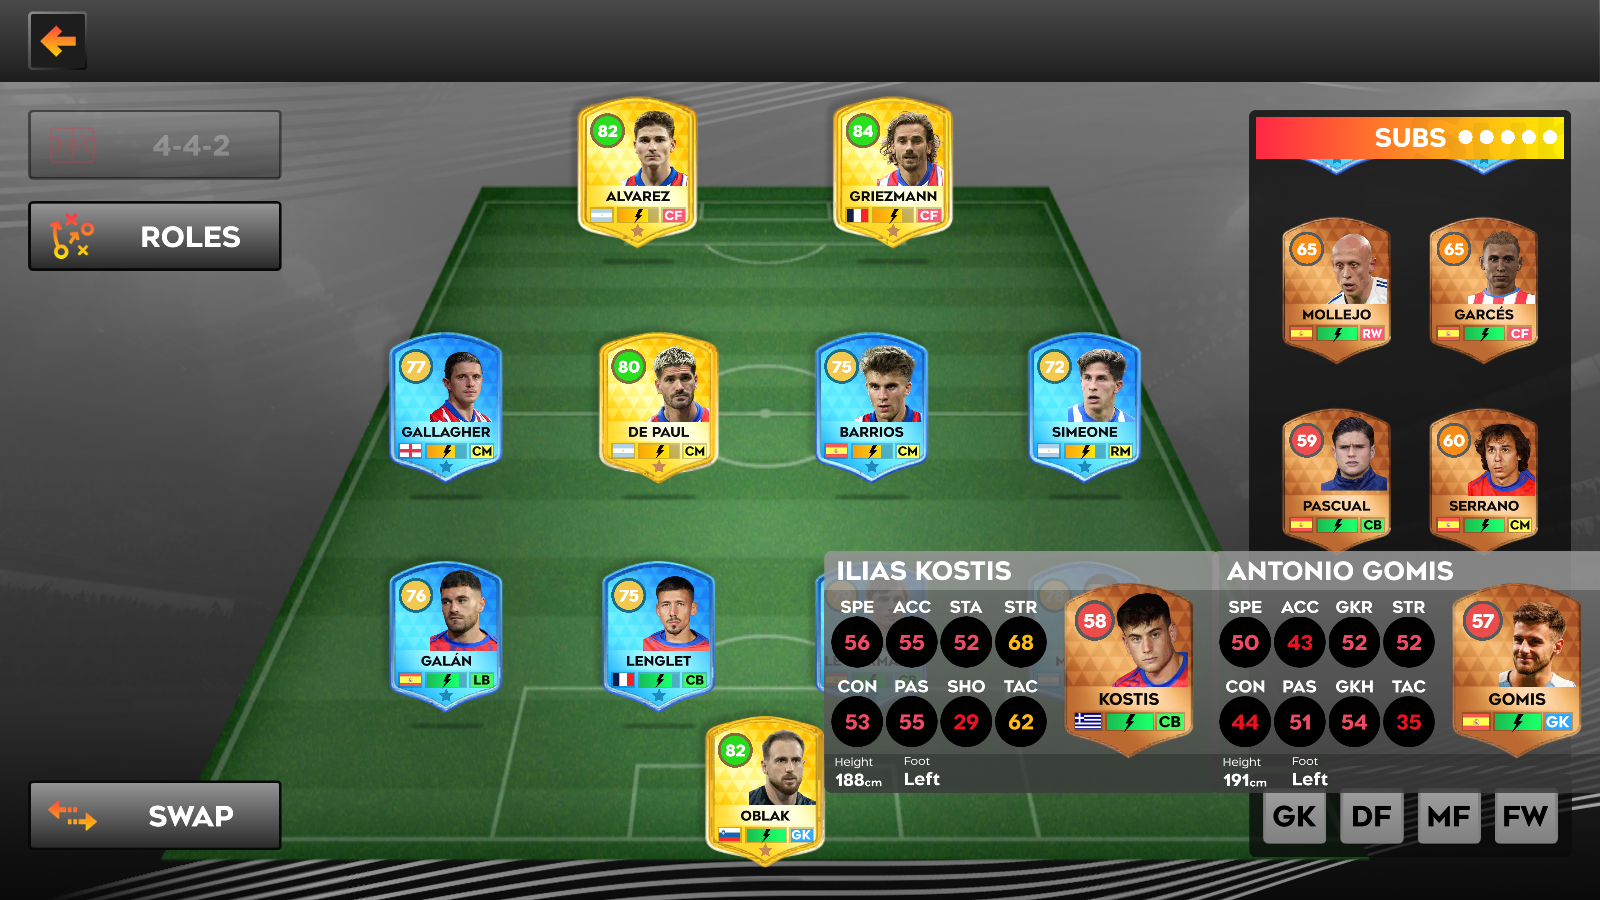 4-4-2
ROLES
82
ALVAREZ
CF
84
GRIEZMANN
CF
SUBS
65
MOLLEJO
RW
65
GARCÉS
CF
77
GALLAGHER
CM
80
DE PAUL
CM
75
BARRIOS
CM
72
SIMEONE
RM
59
PASCUAL
CB
60
SERRANO
CM
76
GALÁN
LB
75
LENGLET
CB
ILIAS KOSTIS
SPE ACC STA STR
56 55 52 68
CON PAS SHO TAC
53 55 29 62
Height Foot
188cm Left
58
KOSTIS
CB
ANTONIO GOMIS
SPE ACC GKR STR
50 43 52 52
CON PAS GKH TAC
44 51 54 35
Height Foot
191cm Left
57
GOMIS
GK
82
OBLAK
GK
SWAP
GK DF MF FW